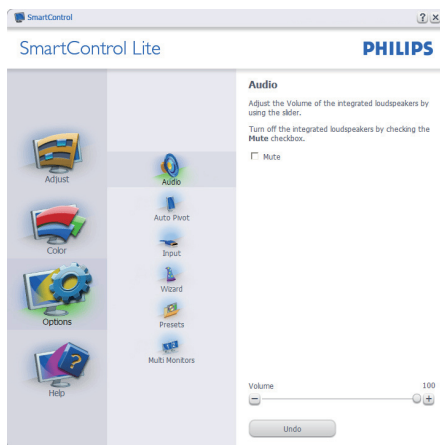 SmartControl
SmartControl Lite
PHILIPS
Adjust
Color
Options
Help
Audio
Auto Pivot
Input
Wizard
Presets
Multi Monitors
Audio
Adjust the Volume of the integrated loudspeakers by
using the slider.
Turn off the integrated loudspeakers by checking the
Mute checkbox.
Mute
Volume 100
Undo